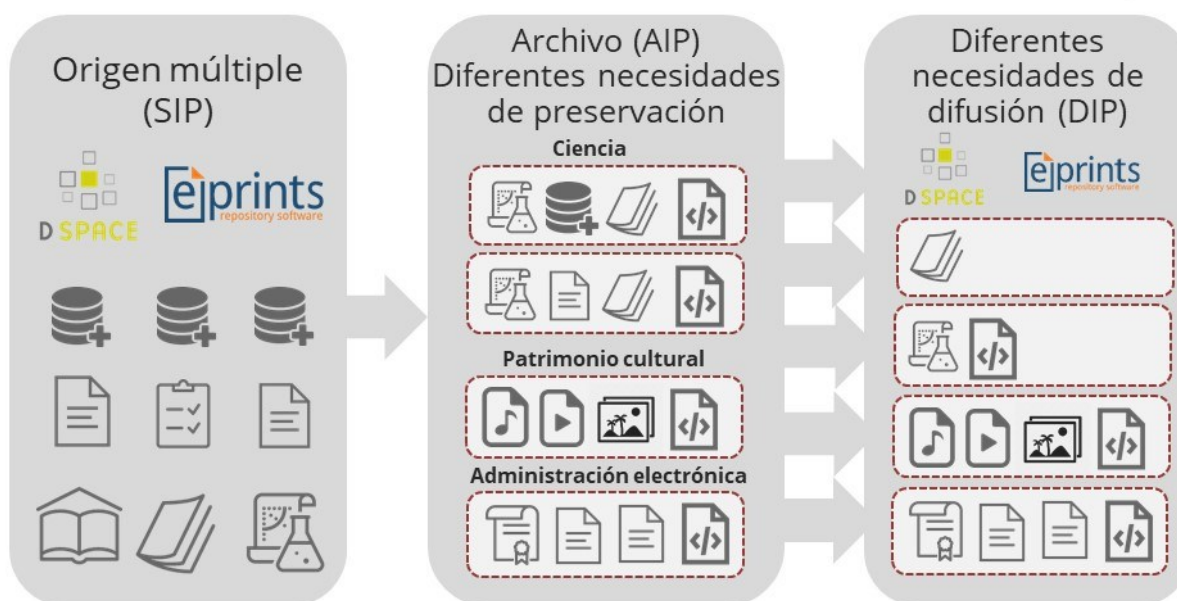 Origen múltiple
(SIP)
D SPACE
eprints
repository software
Archivo (AIP)
Diferentes necesidades
de preservación
Ciencia
</>
</>
Patrimonio cultural
</>
Administración electrónica
</>
Diferentes
necesidades de
difusión (DIP)
D SPACE
eprints
repository software
</>
</>
</>